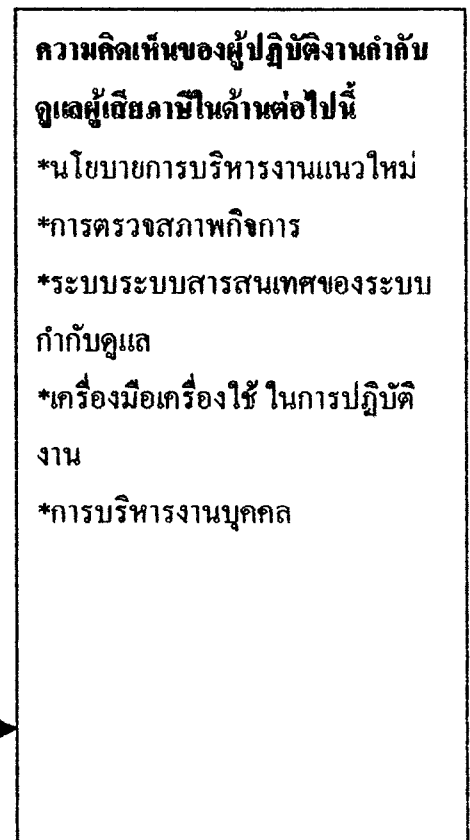 ความคิดเห็นของผู้ปฏิบัติงานกำกับ
ดูแลผู้เสียภาษีในด้านต่อไปนี้
*นโยบายการบริหารงานแนวใหม่
*การตรวจสภาพกิจการ
*ระบบระบบสารสนเทศของระบบ
กำกับดูแล
*เครื่องมือเครื่องใช้ ในการปฏิบัติ
งาน
*การบริหารงานบุคคล